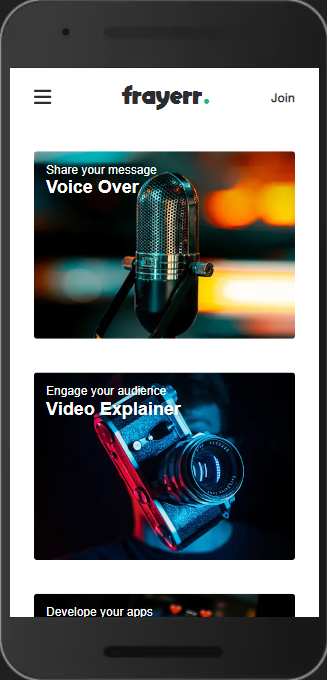 frayerr.
Join
Share your message
Voice Over
Engage your audience
Video Explainer
Develope your apps